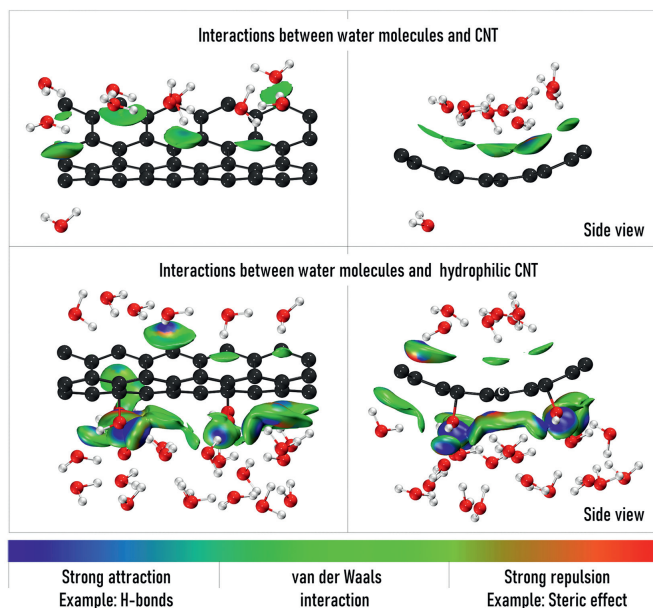 Interactions between water molecules and CNT
Side view
Interactions between water molecules and hydrophilic CNT
C
Side view
Strong attraction
Example: H-bonds
van der Waals
interaction
Strong repulsion
Example: Steric effect